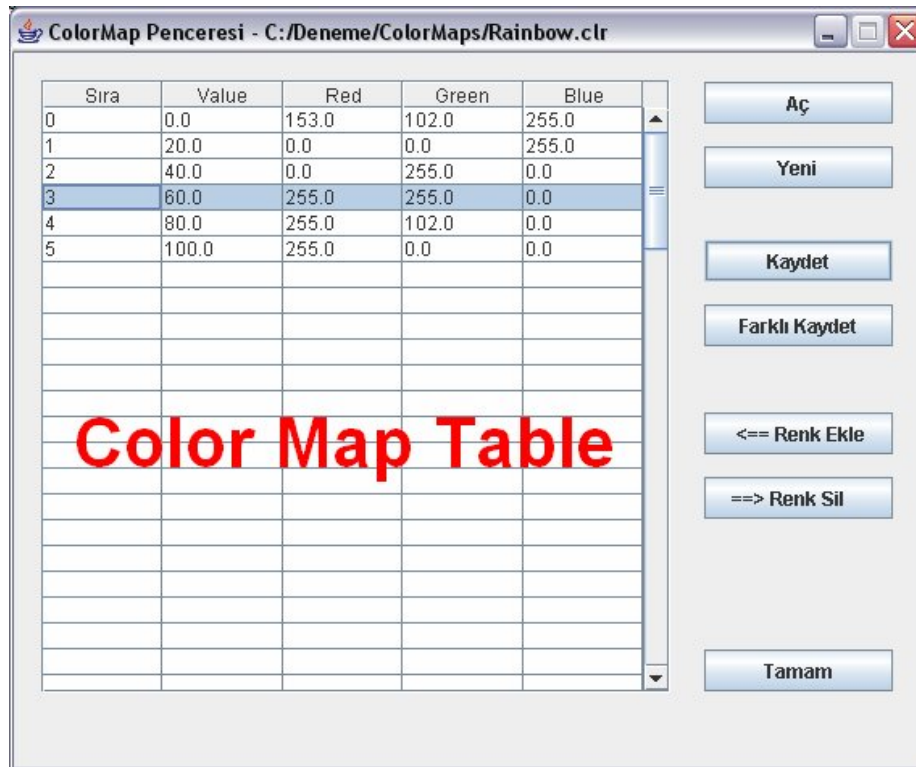 ColorMap Penceresi - C:/Deneme/ColorMaps/Rainbow.clr
Sıra Value Red Green Blue
0 0.0 153.0 102.0 255.0
1 20.0 0.0 0.0 255.0
2 40.0 0.0 255.0 0.0
3 60.0 255.0 255.0 0.0
4 80.0 255.0 102.0 0.0
5 100.0 255.0 0.0 0.0
Color Map Table
Aç
Yeni
Kaydet
Farklı Kaydet
<== Renk Ekle
==> Renk Sil
Tamam